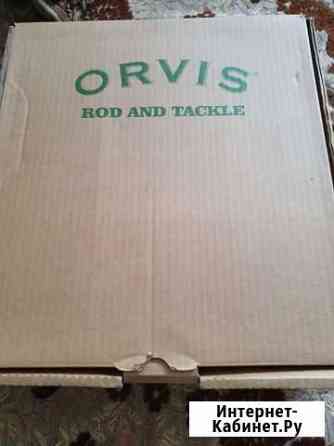 ORVIS
ROD AND TACKLE
Интернет-
Кабинет.Ру